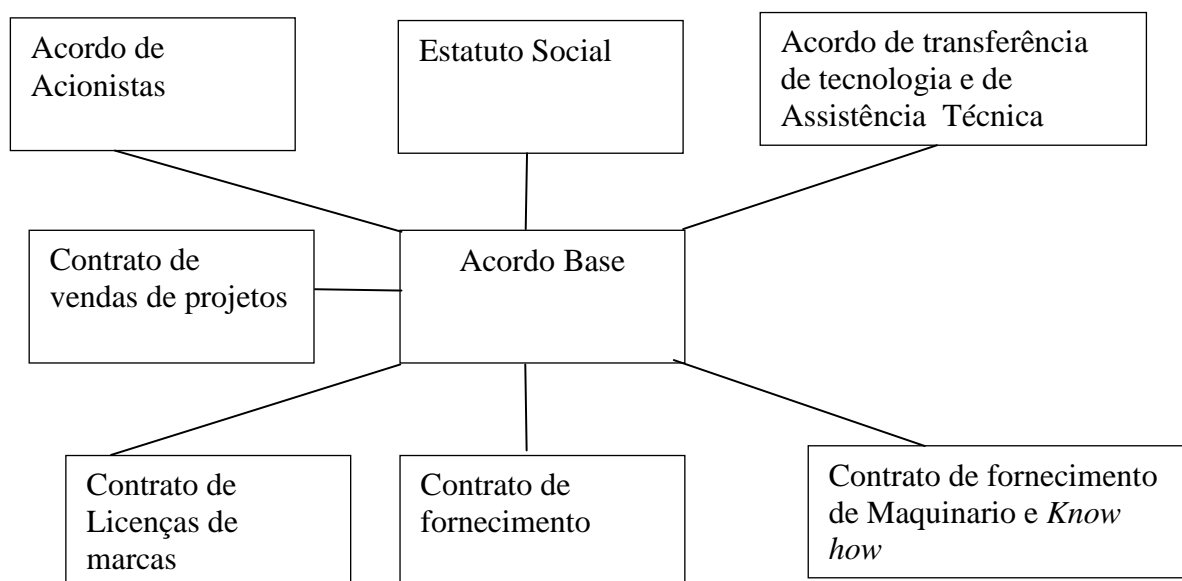 Acordo de
Acionistas
Estatuto Social
Acordo de transferência
de tecnologia e de
Assistência  Técnica
Contrato de
vendas de projetos
Acordo Base
Contrato de
Licenças de
marcas
Contrato de
fornecimento
Contrato de fornecimento
de Maquinario e Know
how